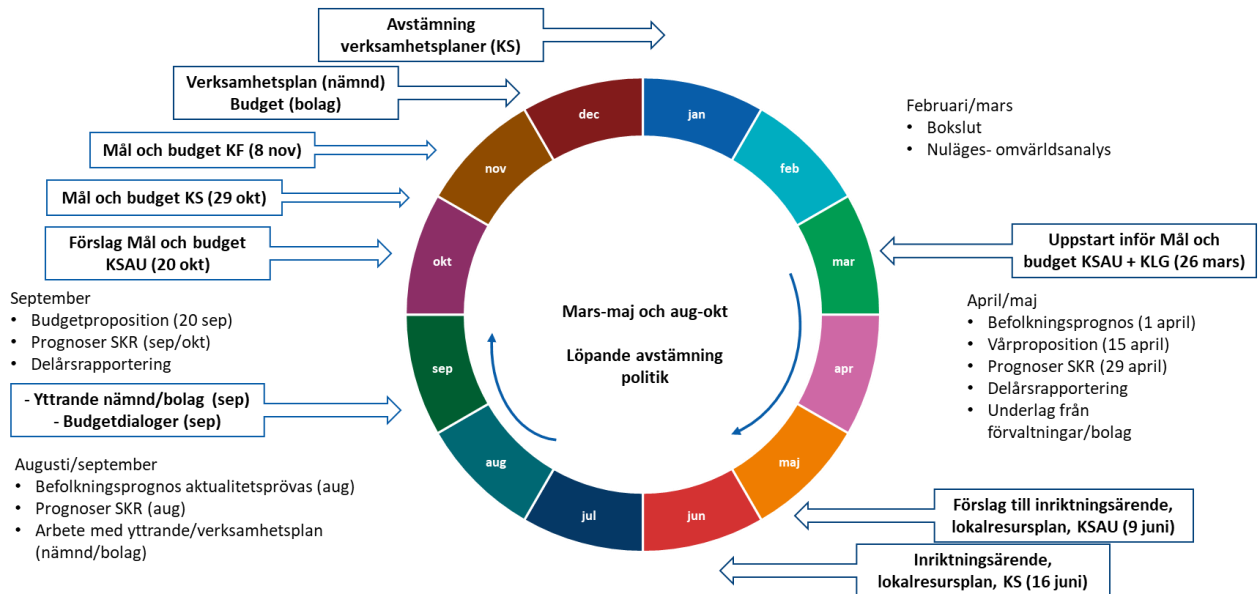 Avstämning
verksamhetsplaner (KS)
Verksamhetsplan (nämnd)
Budget (bolag)
Mål och budget KF (8 nov)
Mål och budget KS (29 okt)
Förslag Mål och budget
KSAU (20 okt)
September
• Budgetproposition (20 sep)
• Prognoser SKR (sep/okt)
• Delårsrapportering
- Yttrande nämnd/bolag (sep)
- Budgetdialoger (sep)
Augusti/september
• Befolkningsprognos aktualitetsprövas (aug)
• Prognoser SKR (aug)
• Arbete med yttrande/verksamhetsplan
(nämnd/bolag)
jan
feb
mar
apr
maj
jun
jul
aug
sep
okt
nov
dec
Mars-maj och aug-okt
Löpande avstämning
politik
Februari/mars
• Bokslut
• Nuläges- omvärldsanalys
Uppstart inför Mål och
budget KSAU + KLG (26 mars)
April/maj
• Befolkningsprognos (1 april)
• Vårproposition (15 april)
• Prognoser SKR (29 april)
• Delårsrapportering
• Underlag från
förvaltningar/bolag
Förslag till inriktningsärende,
lokalresursplan, KSAU (9 juni)
Inriktningsärende,
lokalresursplan, KS (16 juni)